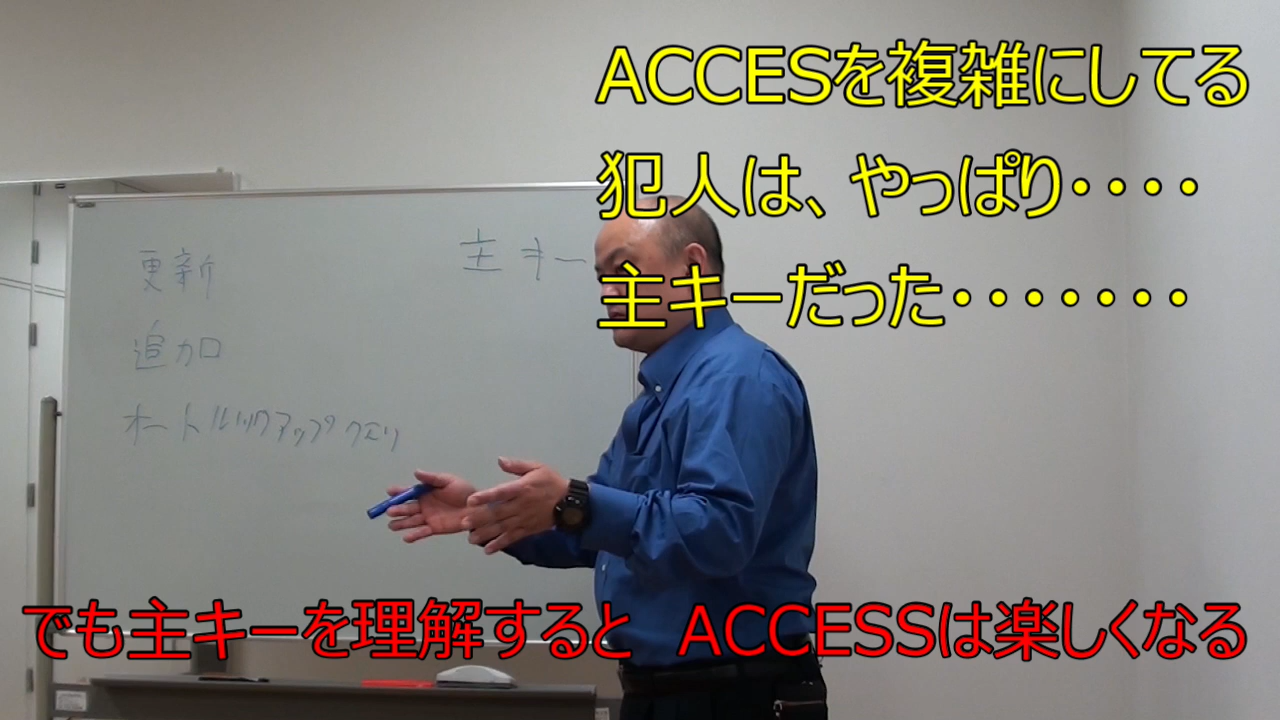 ACCESを複雑にしてる
犯人は、やっぱり・・・・
主キーだった・・・・・・・
更新
主キー
追加
オートルックアップクエリ
でも主キーを理解すると ACCESSは楽しくなる